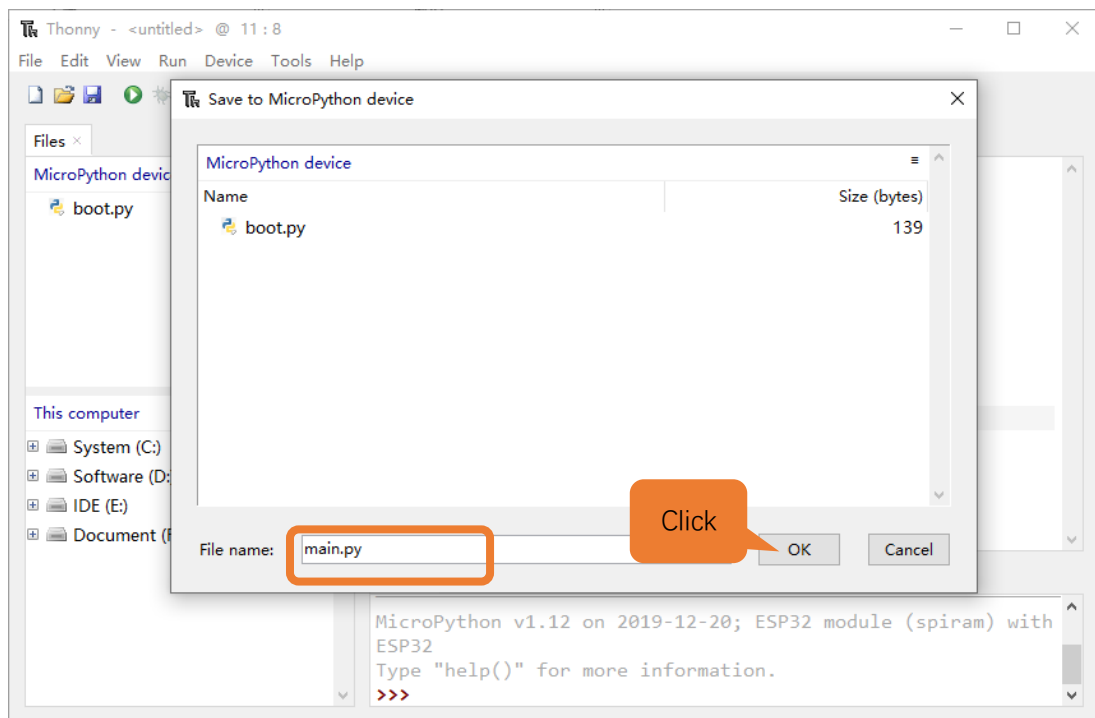 Thonny - <untitled> @ 11 : 8
File Edit View Run Device Tools Help
Save to MicroPython device
Files
MicroPython devic
boot.py
MicroPython device
Name Size (bytes)
boot.py 139
This computer
System (C:)
Software (D:
IDE (E:)
Document (F
File name: main.py
Click
OK Cancel
MicroPython v1.12 on 2019-12-20; ESP32 module (spiram) with
ESP32
Type "help()" for more information.
>>>